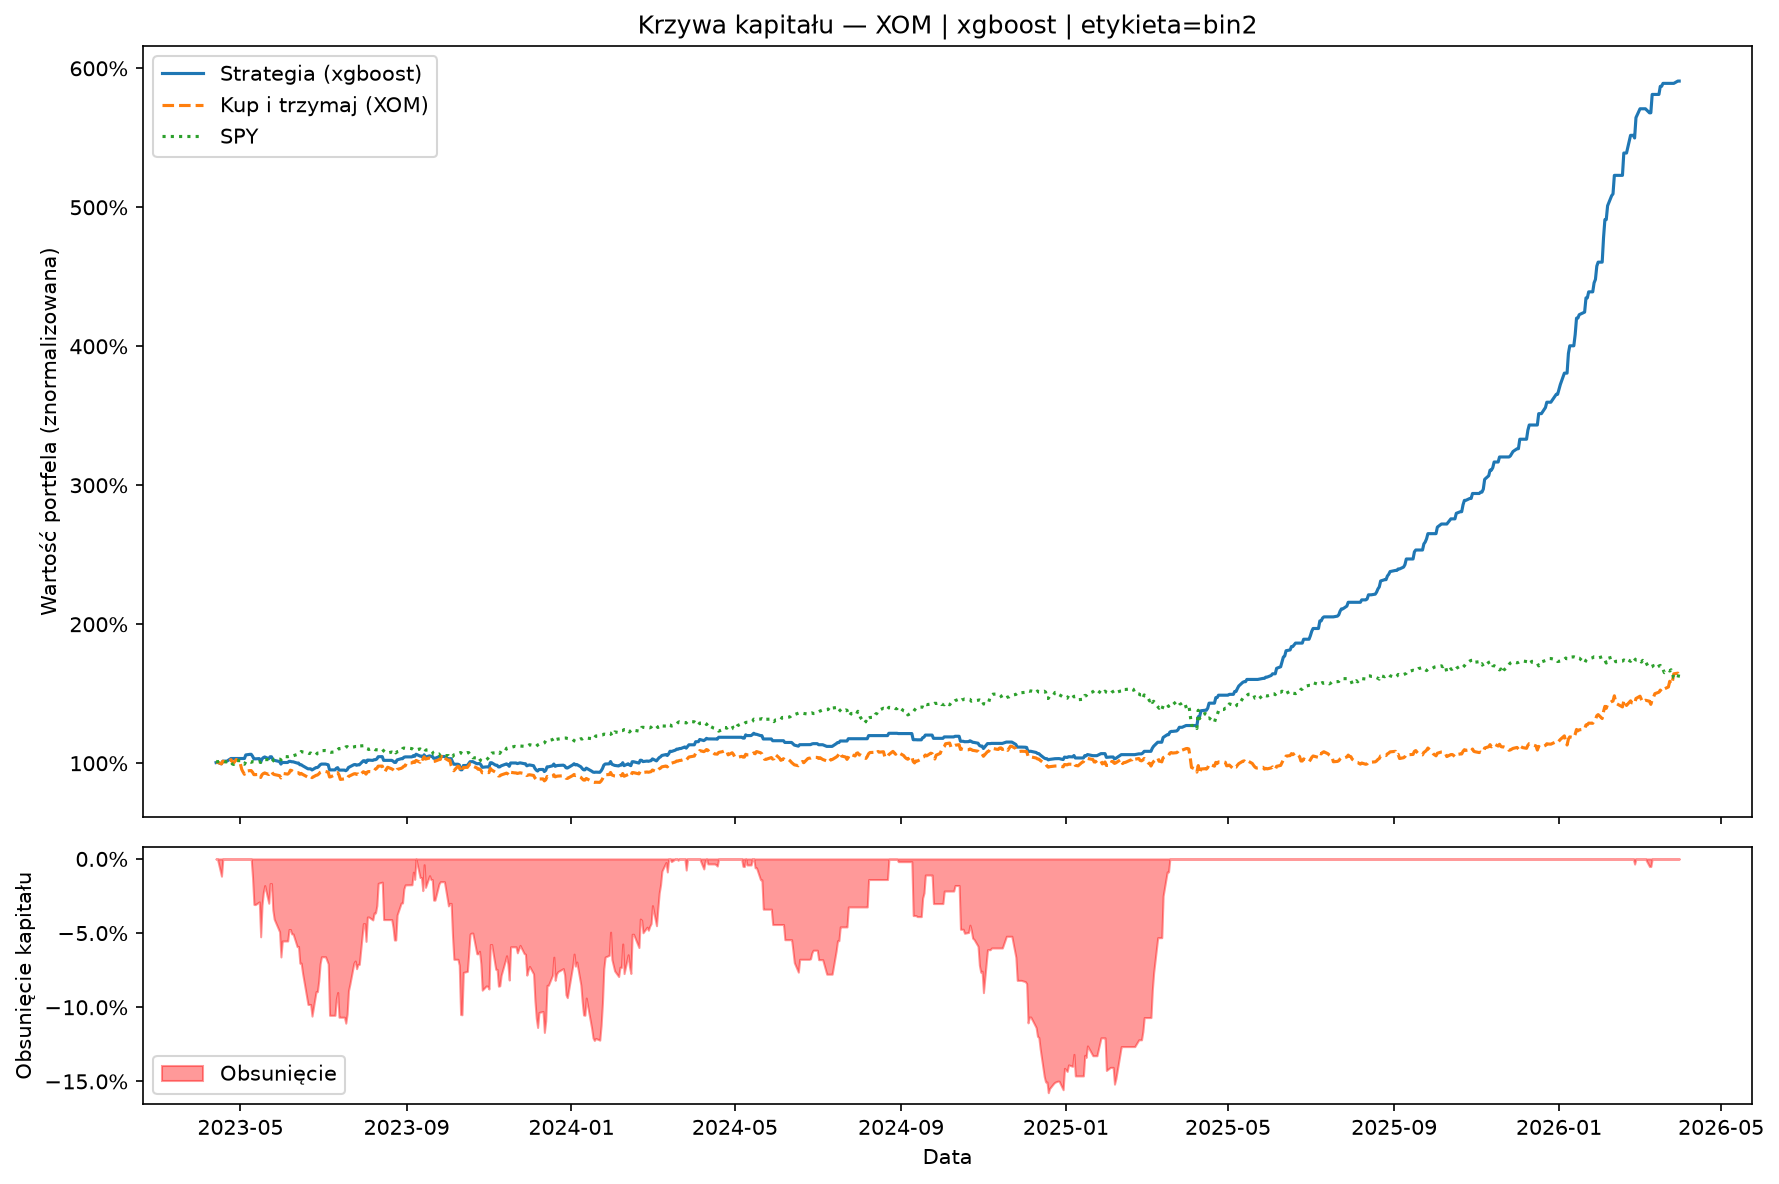 Krzywa kapitału — XOM | xgboost | etykieta=bin2
Strategia (xgboost)
Kup i trzymaj (XOM)
SPY
Wartość portfela (znormalizowana)
600%
500%
400%
300%
200%
100%
Obsunięcie kapitału
0.0%
−5.0%
−10.0%
−15.0%
Obsunięcie
2023-05
2023-09
2024-01
2024-05
2024-09
2025-01
2025-05
2025-09
2026-01
2026-05
Data